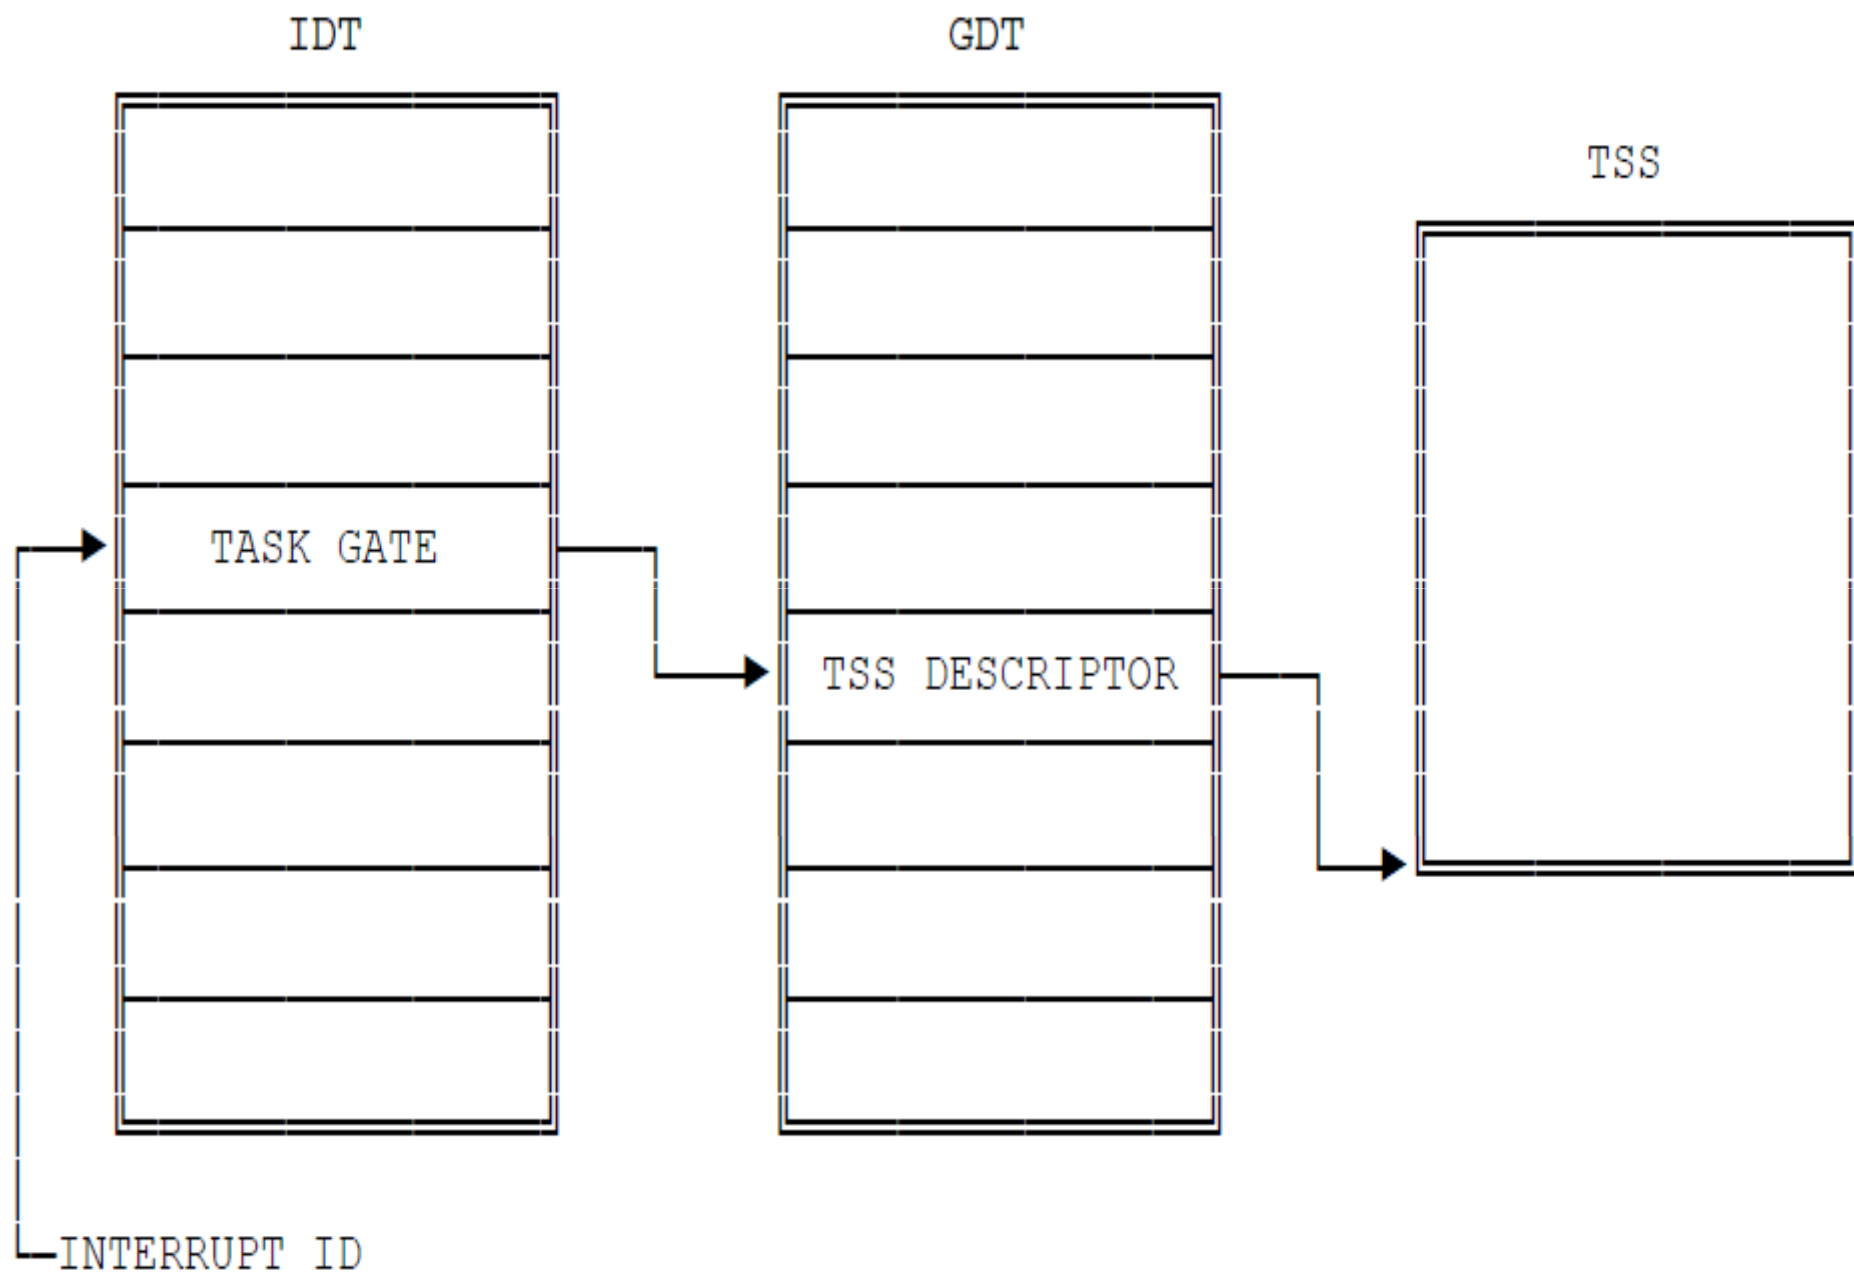 IDT
GDT
TSS
TASK GATE
TSS DESCRIPTOR
INTERRUPT ID